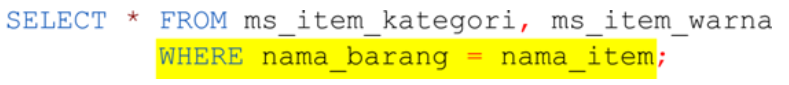 SELECT * FROM ms_item_kategori, ms_item_warna
WHERE nama_barang = nama_item;